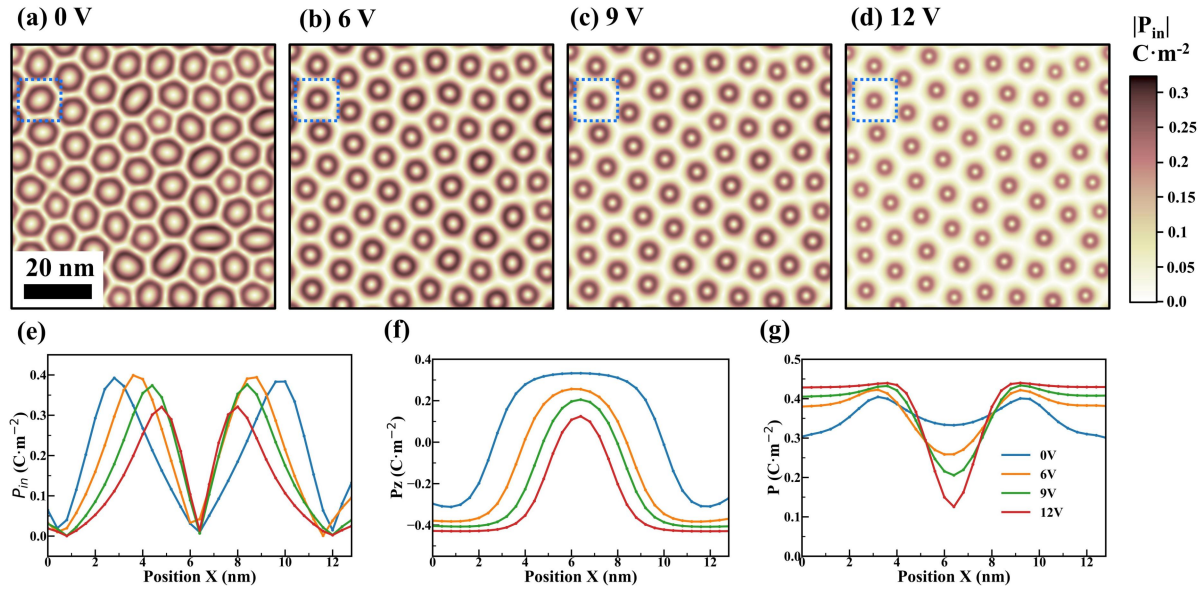 (a) 0 V
(b) 6 V
(c) 9 V
(d) 12 V
|P_in|
C·m⁻²
0.3
0.25
0.2
0.15
0.1
0.05
0.0
20 nm
(e)
0.4
0.3
0.2
0.1
0.0
P_in (C·m⁻²)
0 2 4 6 8 10 12
Position X (nm)
(f)
0.4
0.2
0.0
−0.2
−0.4
Pz (C·m⁻²)
0 2 4 6 8 10 12
Position X (nm)
(g)
0.5
0.4
0.3
0.2
0.1
0.0
P (C·m⁻²)
0V
6V
9V
12V
0 2 4 6 8 10 12
Position X (nm)